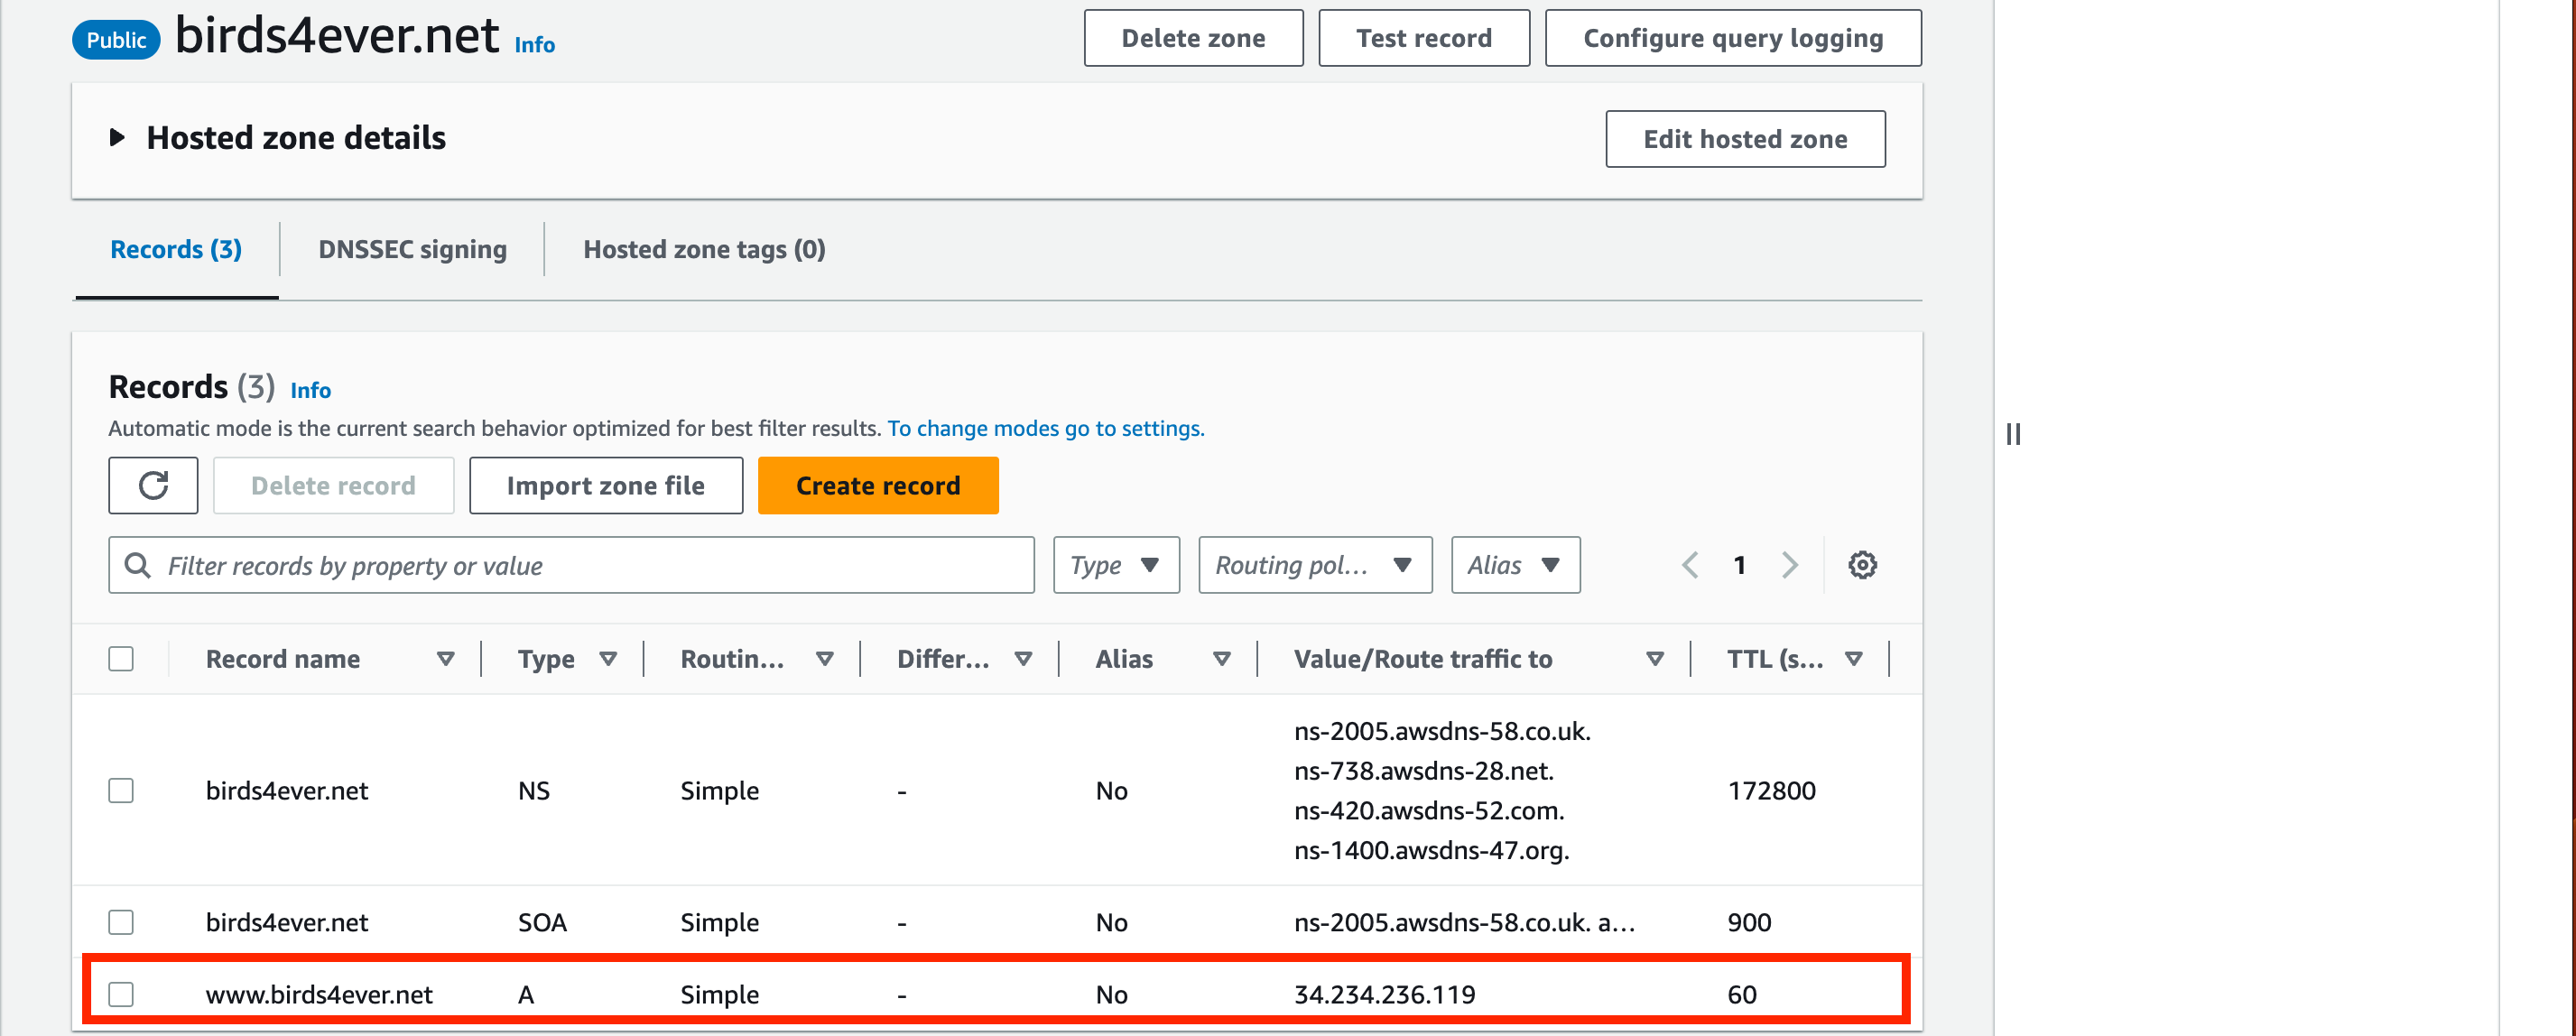 Public birds4ever.net Info
Delete zone Test record Configure query logging
Hosted zone details
Edit hosted zone
Records (3) DNSSEC signing Hosted zone tags (0)
Records (3) Info
Automatic mode is the current search behavior optimized for best filter results. To change modes go to settings.
Delete record Import zone file Create record
Filter records by property or value Type Routing pol... Alias 1
Record name Type Routin... Differ... Alias Value/Route traffic to TTL (s...
ns-2005.awsdns-58.co.uk.
ns-738.awsdns-28.net.
birds4ever.net NS Simple - No 172800
ns-420.awsdns-52.com.
ns-1400.awsdns-47.org.
birds4ever.net SOA Simple - No ns-2005.awsdns-58.co.uk. a... 900
www.birds4ever.net A Simple - No 34.234.236.119 60